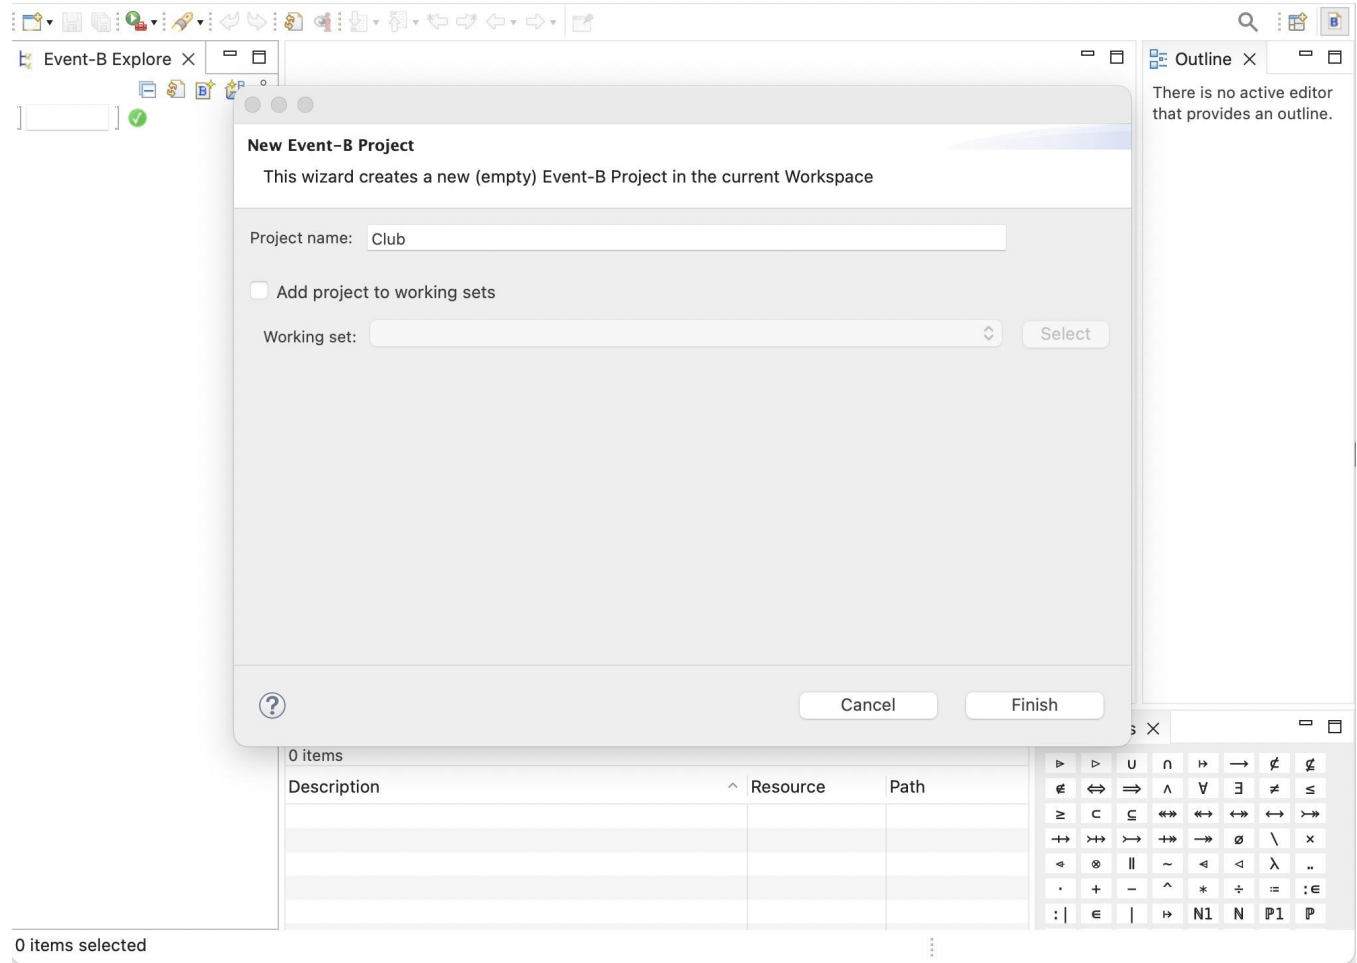 Event-B Explore
Outline
There is no active editor
that provides an outline.
New Event-B Project
This wizard creates a new (empty) Event-B Project in the current Workspace
Project name: Club
Add project to working sets
Working set:
Select
?
Cancel
Finish
s
0 items
Description
Resource
Path
⩥ ▷ ∪ ∩ ↦ → ⊄ ⊈
∉ ⇔ ⇒ ∧ ∀ ∃ ≠ ≤
≥ ⊂ ⊆ ↔ ⤖
⇸ ⤔ ↣ ⤀ ↠ ∅ \ ×
⊗ ∥ ∼ ⩤ ◁ λ ‥
· + − ^ ∗ ÷ ≔ :∈
:∣ ∈ ∣ ↦ ℕ1 ℕ ℙ1 ℙ
0 items selected